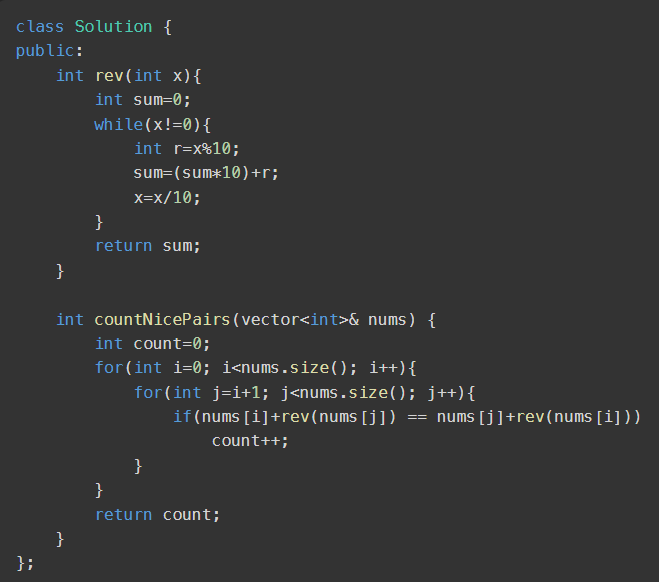 class Solution {
public:
    int rev(int x){
        int sum=0;
        while(x!=0){
            int r=x%10;
            sum=(sum*10)+r;
            x=x/10;
        }
        return sum;
    }

    int countNicePairs(vector<int>& nums) {
        int count=0;
        for(int i=0; i<nums.size(); i++){
            for(int j=i+1; j<nums.size(); j++){
                if(nums[i]+rev(nums[j]) == nums[j]+rev(nums[i]))
                    count++;
            }
        }
        return count;
    }
};